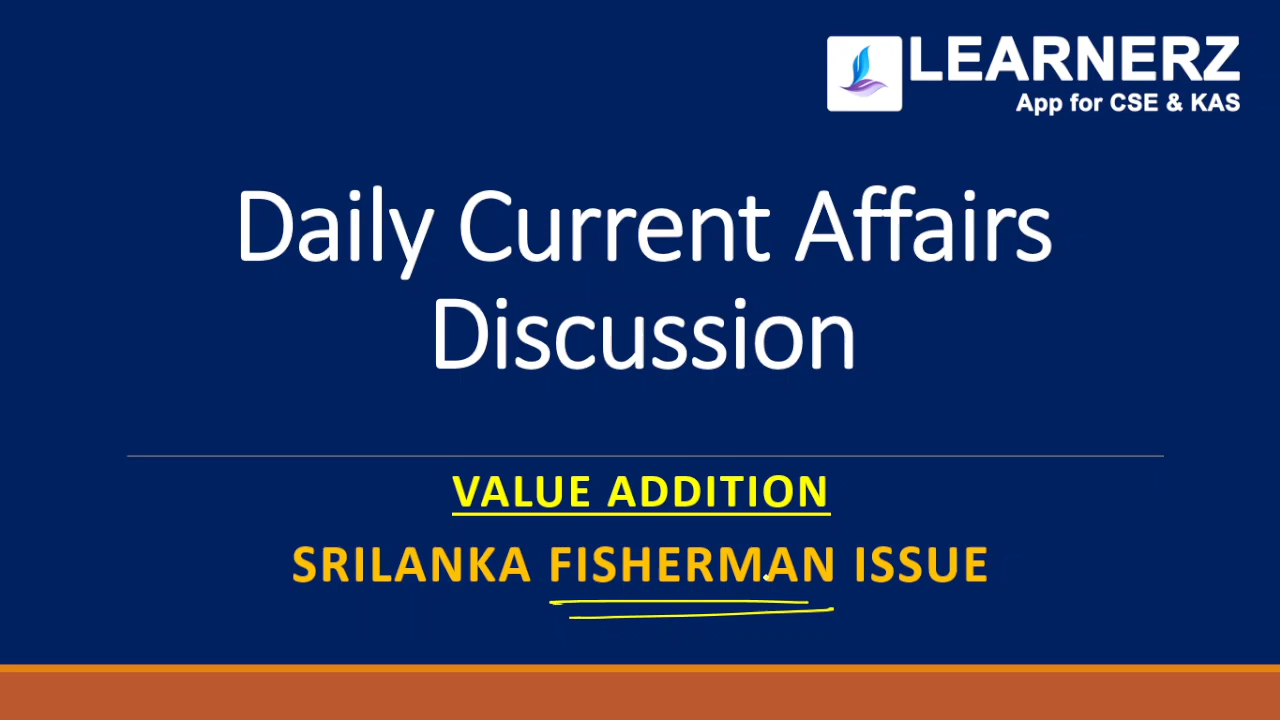 LEARNERZ
App for CSE & KAS
Daily Current Affairs
Discussion
VALUE ADDITION
SRILANKA FISHERMAN ISSUE